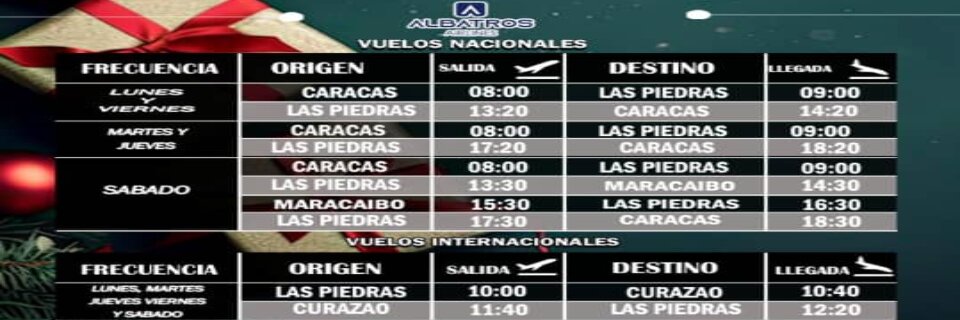 ALBATROS
AIRLINES
VUELOS NACIONALES
FRECUENCIA ORIGEN SALIDA DESTINO LLEGADA
LUNES Y VIERNES CARACAS 08:00 LAS PIEDRAS 09:00
LAS PIEDRAS 13:20 CARACAS 14:20
MARTES Y JUEVES CARACAS 08:00 LAS PIEDRAS 09:00
LAS PIEDRAS 17:20 CARACAS 18:20
SABADO CARACAS 08:00 LAS PIEDRAS 09:00
LAS PIEDRAS 13:30 MARACAIBO 14:30
MARACAIBO 15:30 LAS PIEDRAS 16:30
LAS PIEDRAS 17:30 CARACAS 18:30
VUELOS INTERNACIONALES
FRECUENCIA ORIGEN SALIDA DESTINO LLEGADA
LUNES, MARTES JUEVES VIERNES Y SABADO LAS PIEDRAS 10:00 CURAZAO 10:40
CURAZAO 11:40 LAS PIEDRAS 12:20